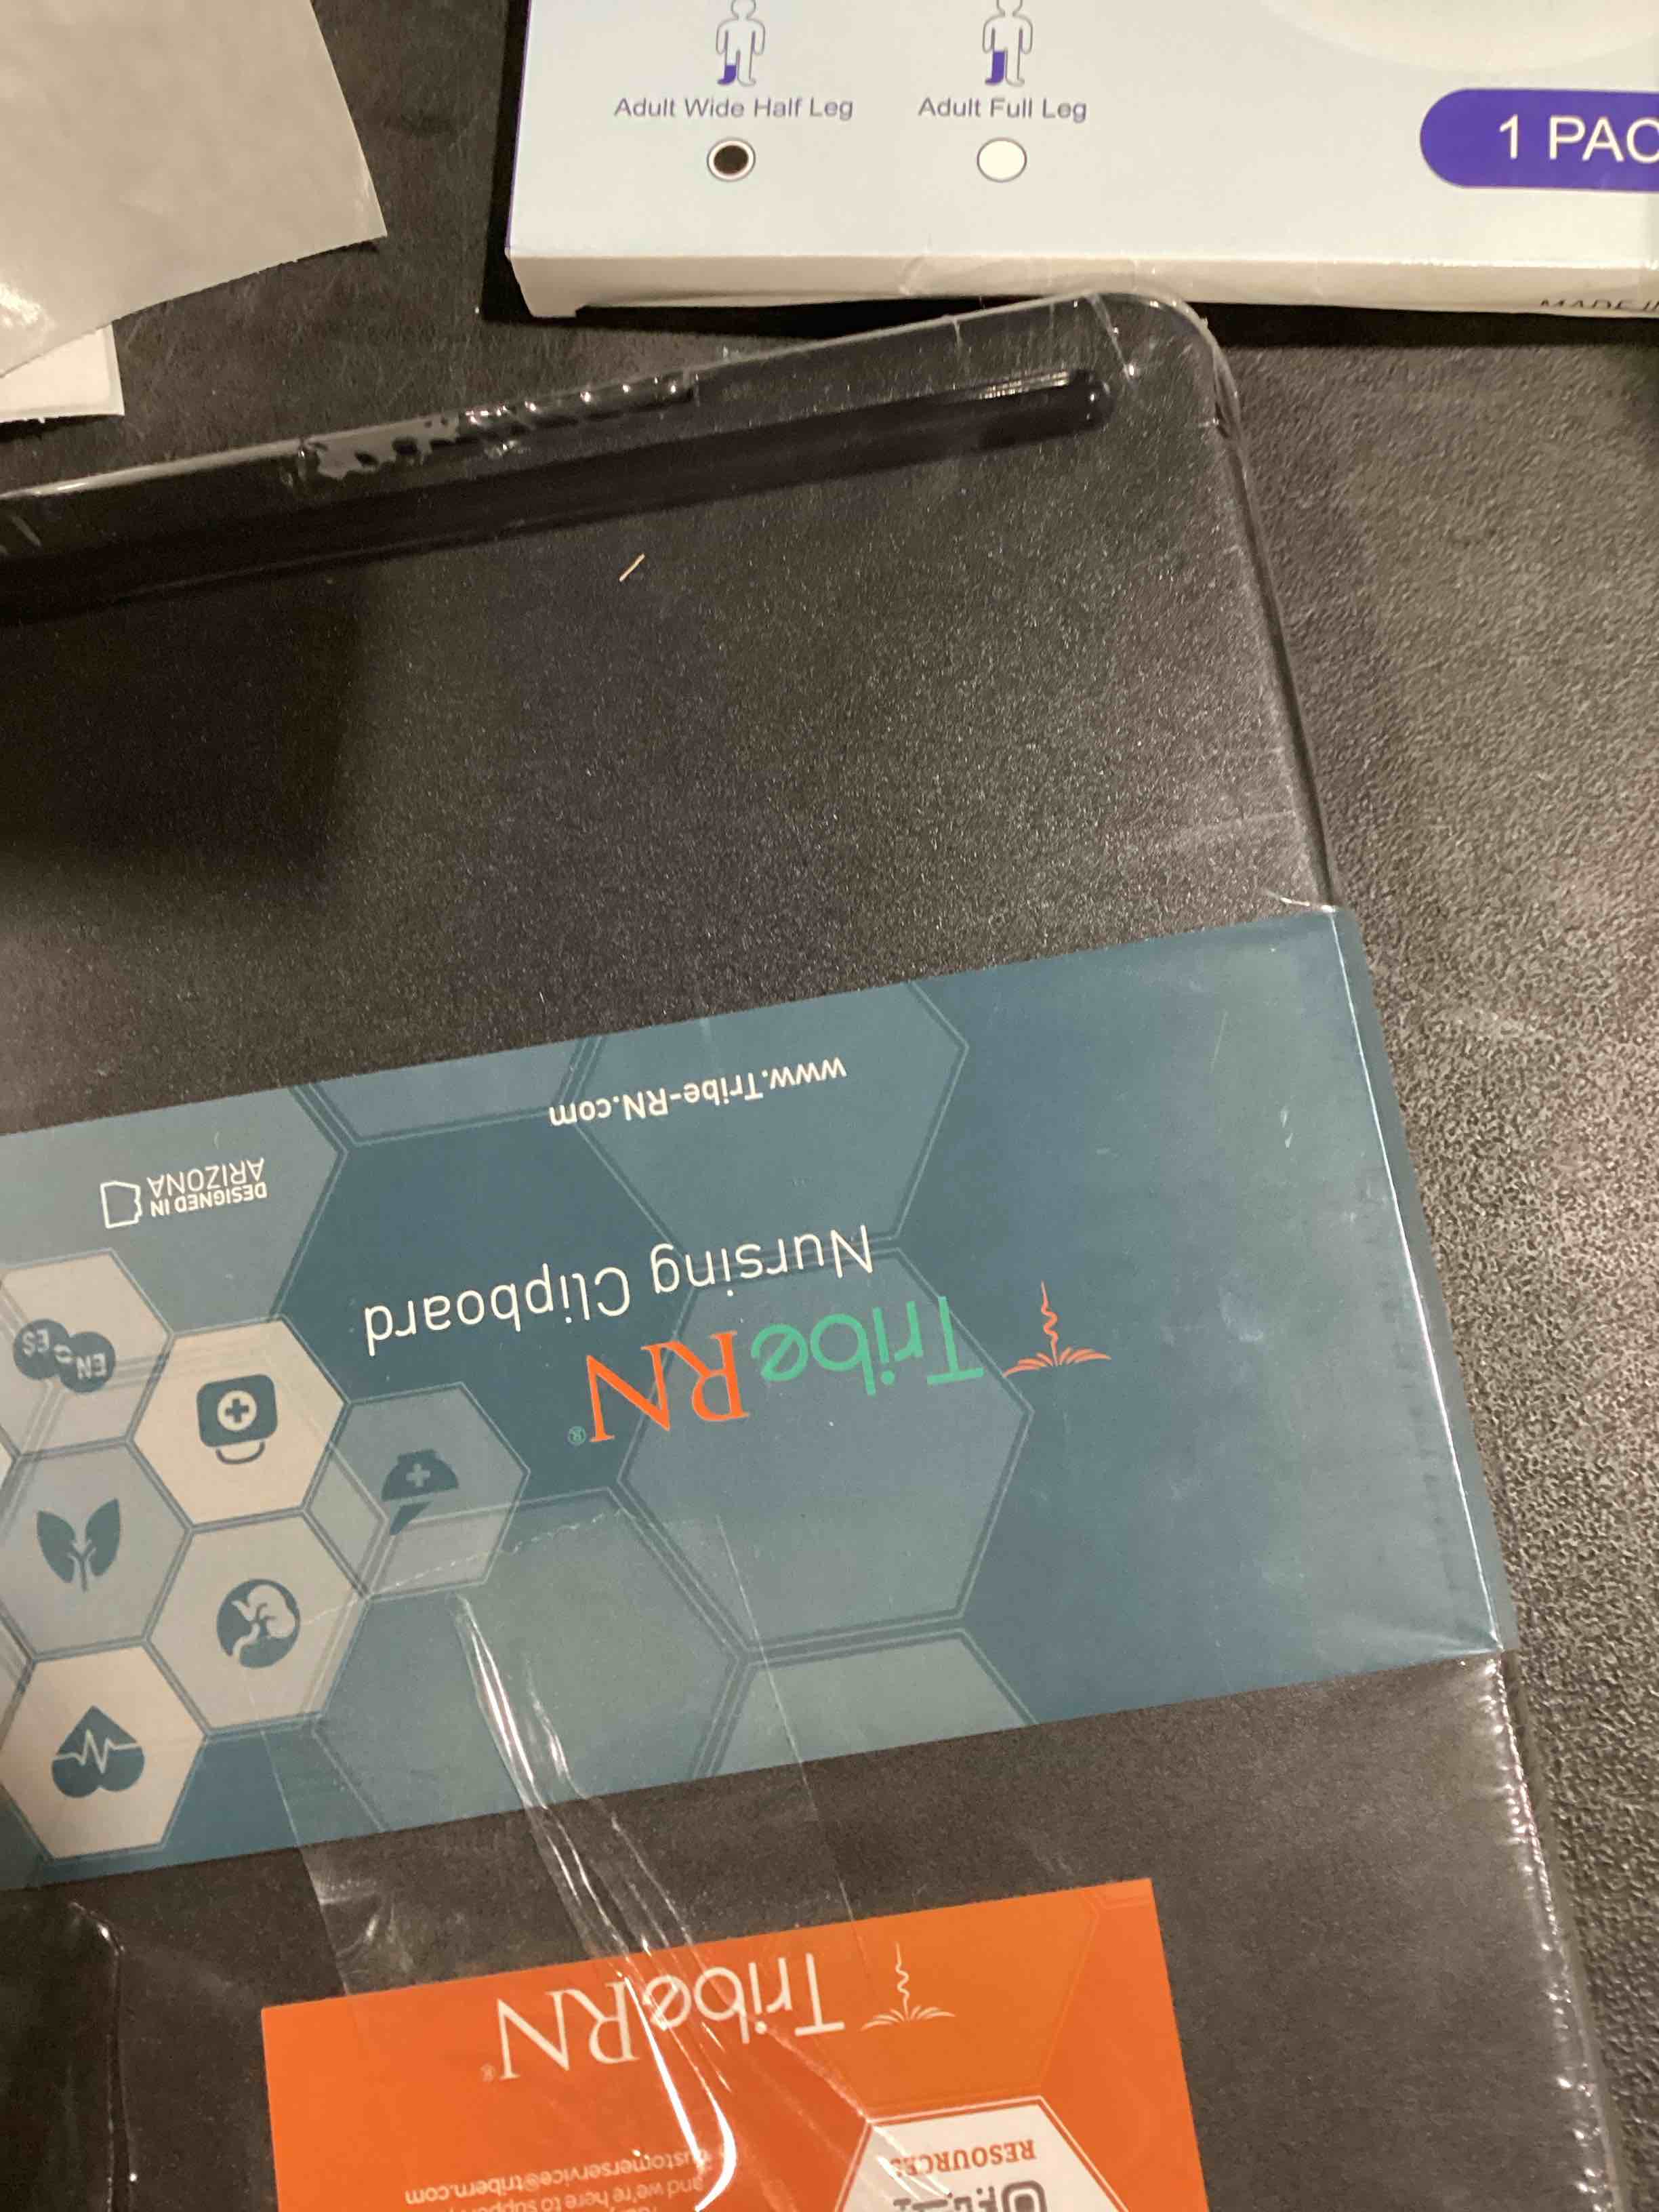 Adult Wide Half Leg
Adult Full Leg
1 PAC
MADE
www.Tribe-RN.com
DESIGNED IN
ARIZONA
Nursing Clipboard
TribeRN®
EN
ES
TribeRN®
RESOURCES
customerservice@tribern.com
and we're here to